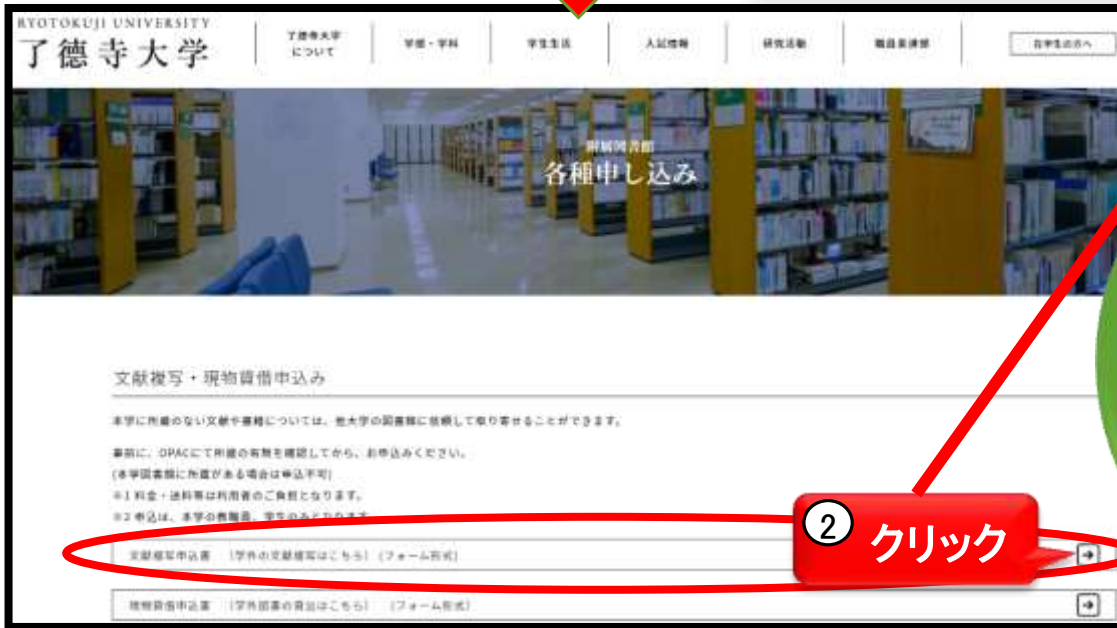 RYOTOKUJI UNIVERSITY
了德寺大学
了德寺大学
について
学部・学科
学生生活
入試情報
研究活動
在学生の方へ
附属図書館
各種申し込み
文献複写・現物貸借申込み
本学に所蔵のない文献や書籍については、他大学の図書館に依頼して取り寄せることができます。
事前に、OPACにて所蔵の有無を確認してから、お申込みください。
(本学図書館に所蔵がある場合は申込不可)
※1 料金・送料等は利用者のご負担となります。
※2 申込は、本学の教職員、学生のみとなります
② クリック
文献複写申込書 (学外の文献複写はこちら) (フォーム形式)
現物貸借申込書 (学外図書の貸出はこちら) (フォーム形式)